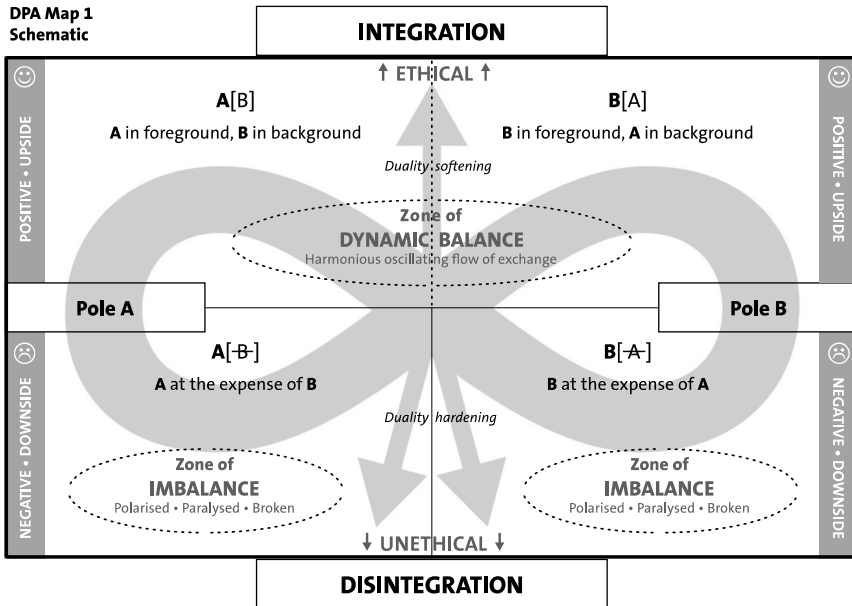 DPA Map 1
Schematic
INTEGRATION
↑ ETHICAL ↑
POSITIVE • UPSIDE
A[B]
A in foreground, B in background
B[A]
B in foreground, A in background
POSITIVE • UPSIDE
Duality softening
Zone of
DYNAMIC BALANCE
Harmonious oscillating flow of exchange
Pole A
Pole B
NEGATIVE • DOWNSIDE
A[B]
A at the expense of B
B[A]
B at the expense of A
NEGATIVE • DOWNSIDE
Duality hardening
Zone of
IMBALANCE
Polarised • Paralysed • Broken
Zone of
IMBALANCE
Polarised • Paralysed • Broken
↓ UNETHICAL ↓
DISINTEGRATION